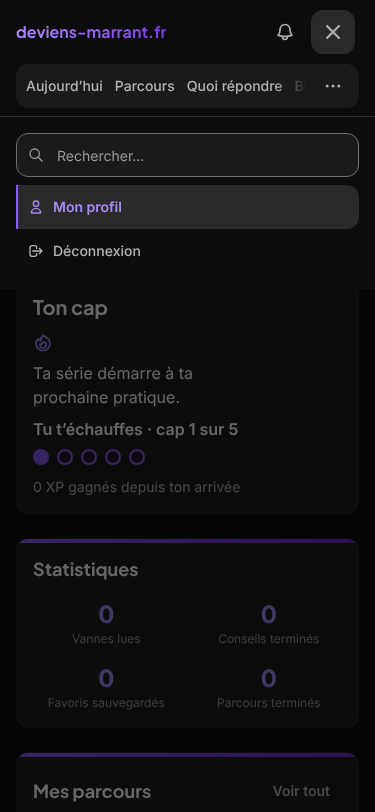 deviens-marrant.fr
Aujourd'hui Parcours Quoi répondre
Rechercher...
Mon profil
Déconnexion
Ton cap
Ta série démarre à ta
prochaine pratique.
Tu t'échauffes · cap 1 sur 5
0 XP gagnés depuis ton arrivée
Statistiques
0 0
Vannes lues Conseils terminés
0 0
Favoris sauvegardés Parcours terminés
Mes parcours Voir tout